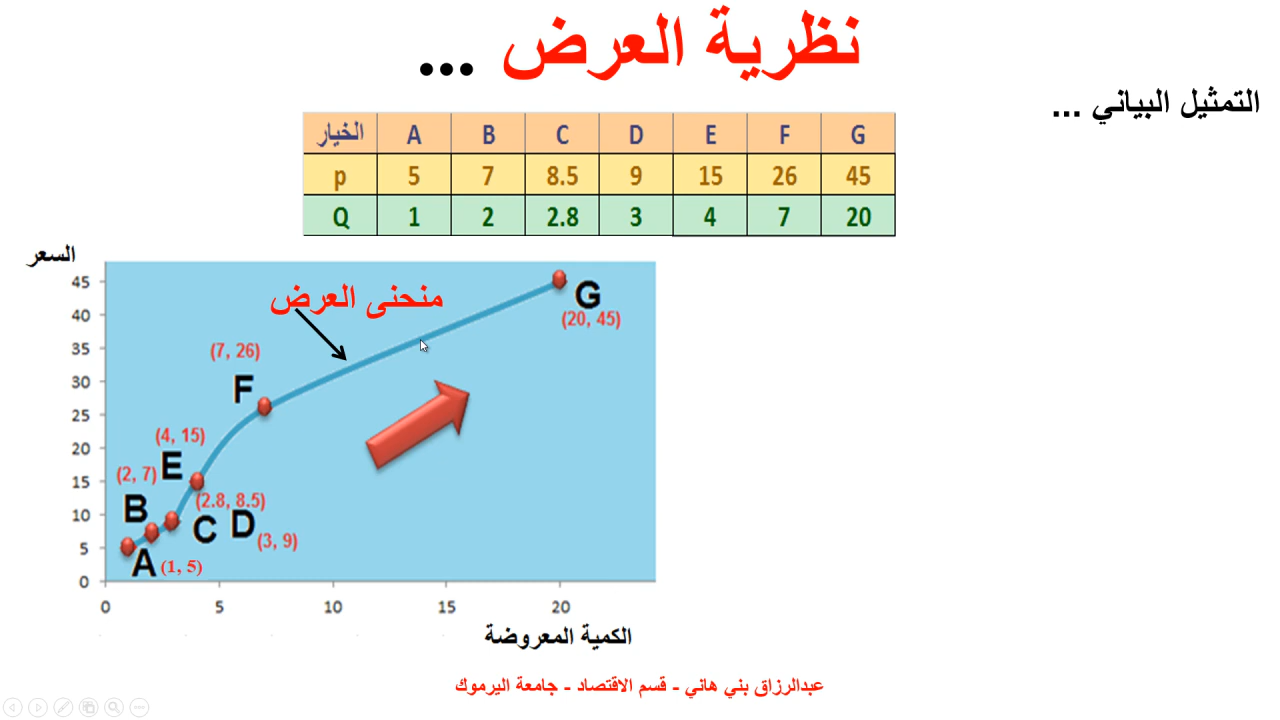 نظرية العرض ...
التمثيل البياني ...
الخيار A B C D E F G
p 5 7 8.5 9 15 26 45
Q 1 2 2.8 3 4 7 20
السعر
45
40
35
30
25
20
15
10
5
0
منحنى العرض
G
(20, 45)
(7, 26)
F
(4, 15)
E
(2, 7)
B
(2.8, 8.5)
C
D
(3, 9)
A (1, 5)
0 5 10 15 20
الكمية المعروضة
عبدالرزاق بني هاني - قسم الاقتصاد - جامعة اليرموك